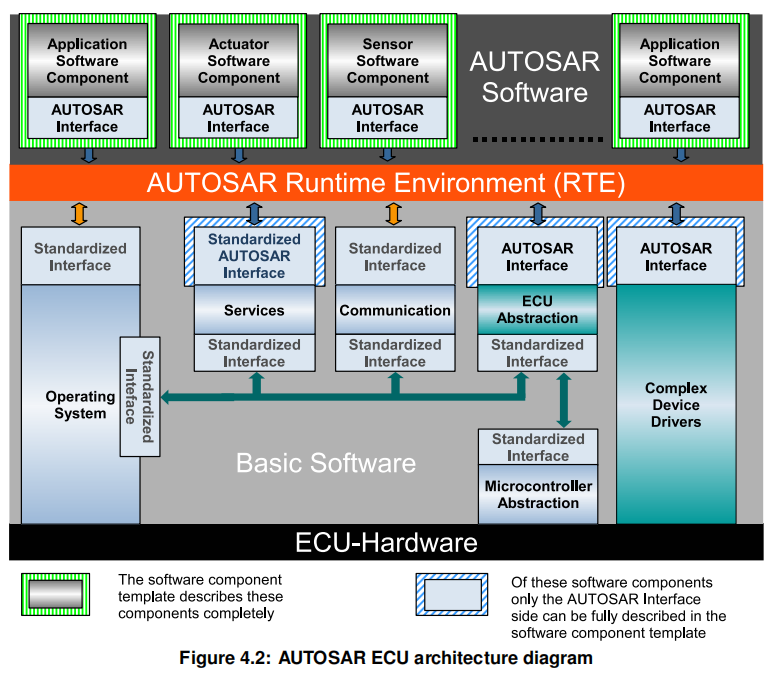 Application
Software
Component
AUTOSAR
Interface
Actuator
Software
Component
AUTOSAR
Interface
Sensor
Software
Component
AUTOSAR
Interface
AUTOSAR
Software
Application
Software
Component
AUTOSAR
Interface
AUTOSAR Runtime Environment (RTE)
Standardized
Interface
Standardized
AUTOSAR
Interface
Standardized
Interface
AUTOSAR
Interface
AUTOSAR
Interface
Services
Communication
ECU
Abstraction
Standardized
Interface
Standardized
Interface
Standardized
Interface
Operating
System
Standardized
Inteface
Complex
Device
Drivers
Basic Software
Standardized
Interface
Microcontroller
Abstraction
ECU-Hardware
The software component
template describes these
components completely
Of these software components
only the AUTOSAR Interface
side can be fully described in the
software component template
Figure 4.2: AUTOSAR ECU architecture diagram